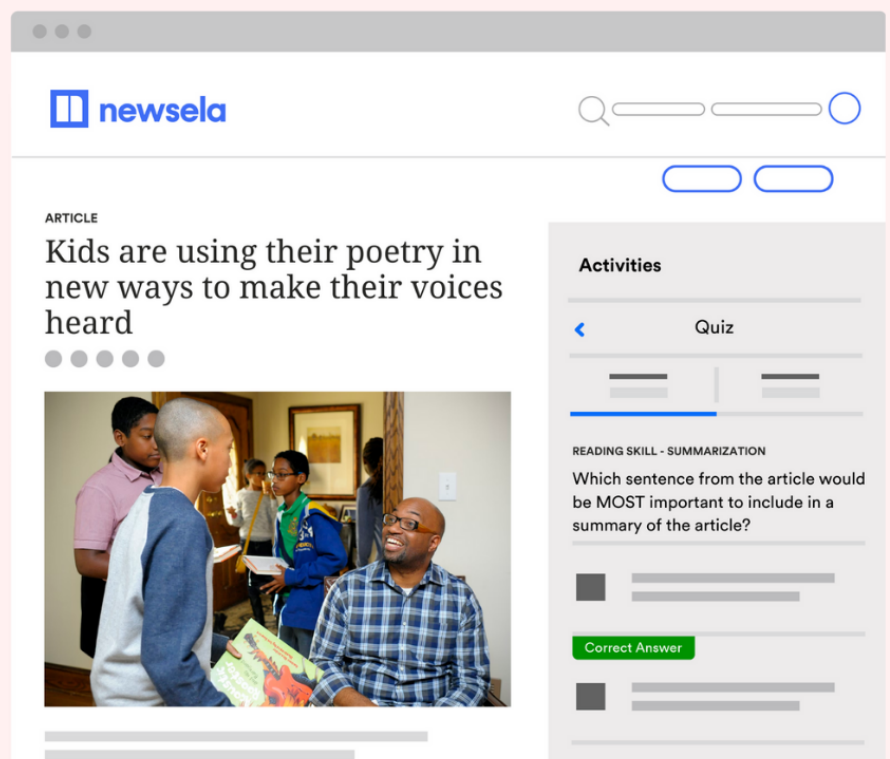 newsela
ARTICLE
Kids are using their poetry in
new ways to make their voices
heard
Activities
Quiz
READING SKILL - SUMMARIZATION
Which sentence from the article would
be MOST important to include in a
summary of the article?
Correct Answer